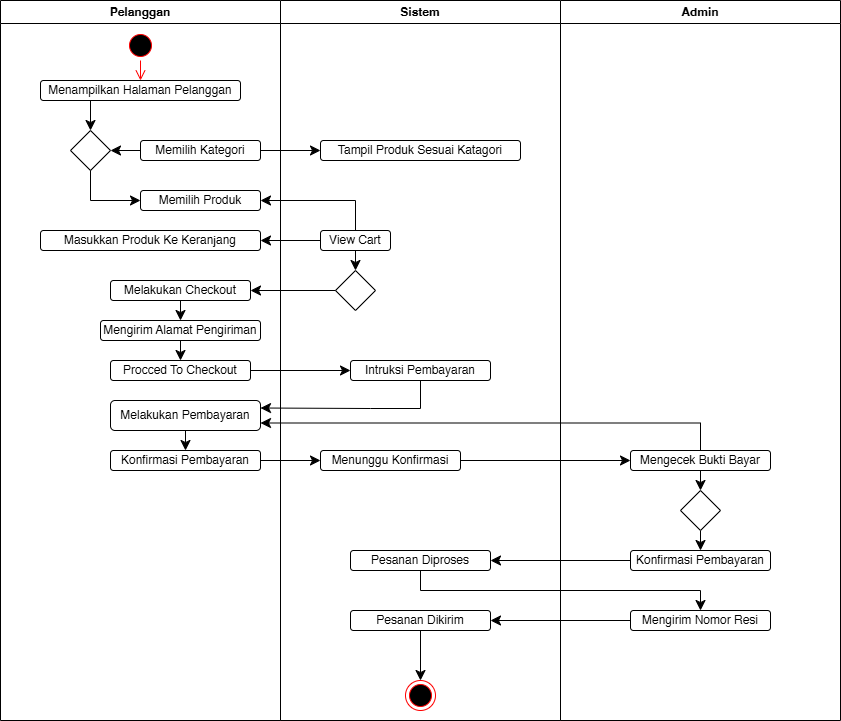 Pelanggan
Sistem
Admin
Menampilkan Halaman Pelanggan
Memilih Kategori
Tampil Produk Sesuai Katagori
Memilih Produk
Masukkan Produk Ke Keranjang
View Cart
Melakukan Checkout
Mengirim Alamat Pengiriman
Procced To Checkout
Intruksi Pembayaran
Melakukan Pembayaran
Konfirmasi Pembayaran
Menunggu Konfirmasi
Mengecek Bukti Bayar
Pesanan Diproses
Konfirmasi Pembayaran
Pesanan Dikirim
Mengirim Nomor Resi